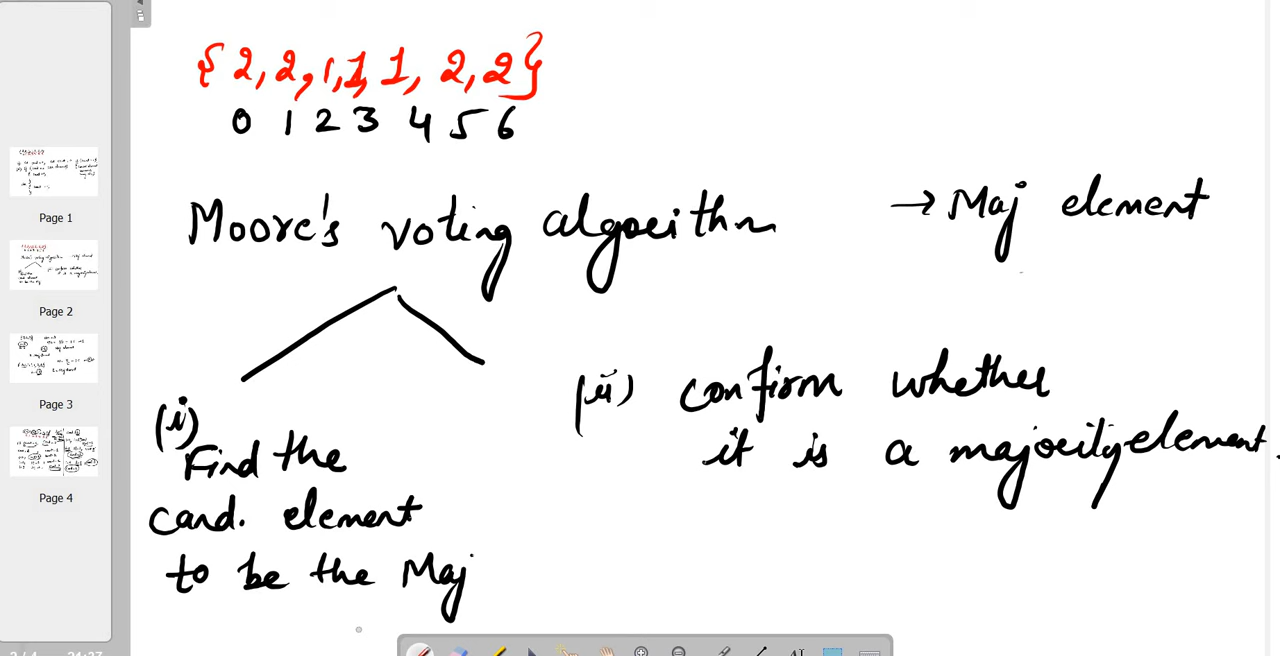 { 2, 2, 1, 1, 1, 2, 2 }
0 1 2 3 4 5 6
Moore's voting algorithm → Maj element
(i)
Find the
cand. element
to be the Maj
(ii) confirm whether
it is a majority element.
Page 1
Page 2
Page 3
Page 4